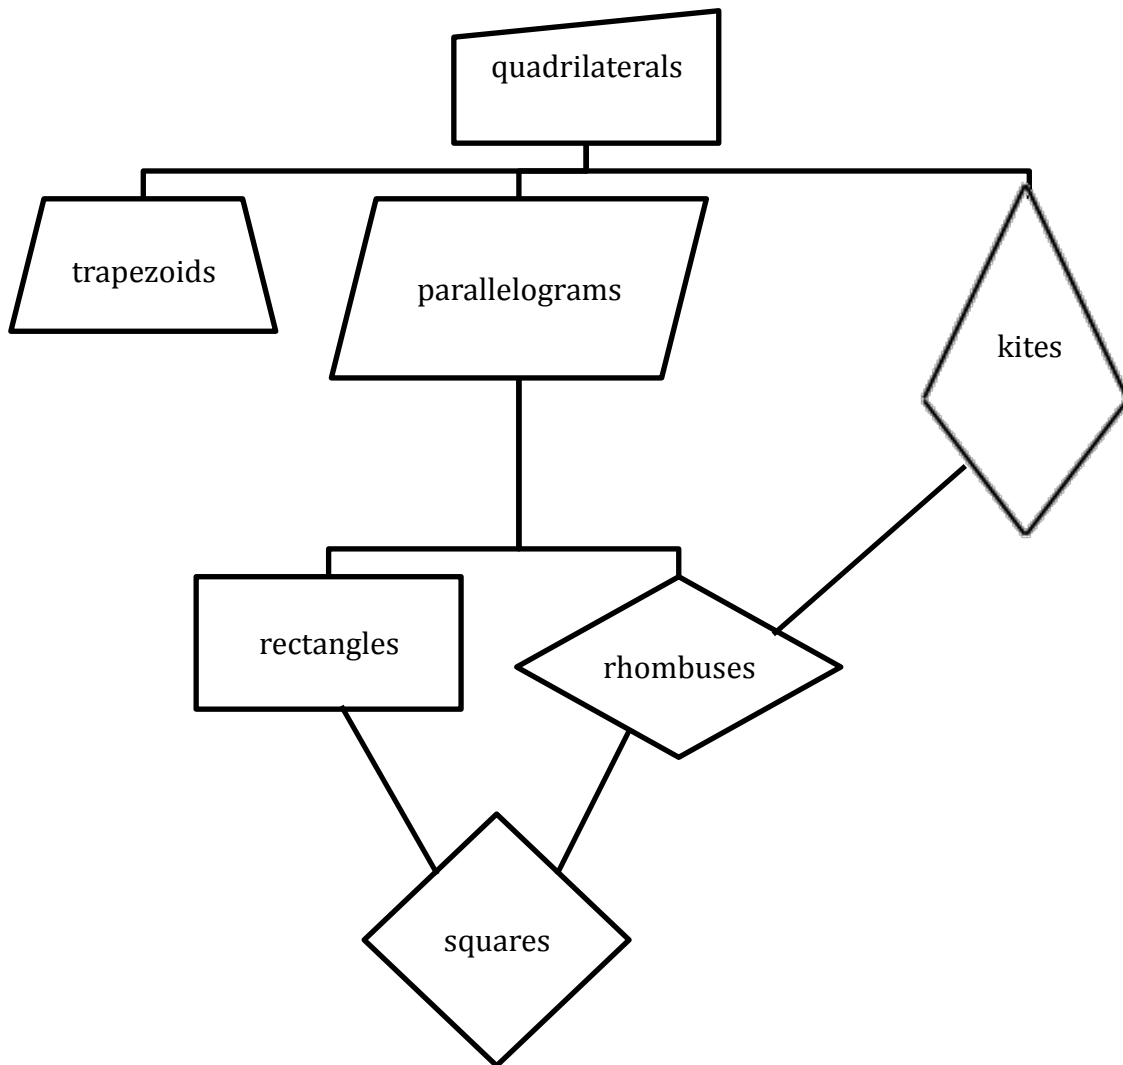 quadrilaterals
trapezoids
parallelograms
kites
rectangles
rhombuses
squares